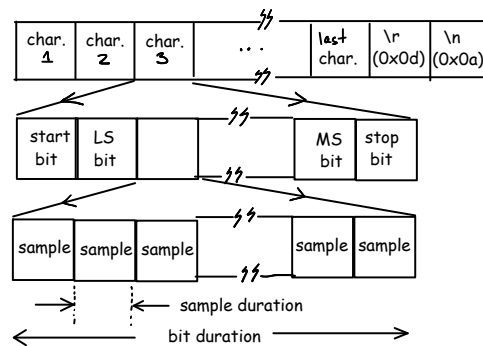 char. char. char. ... last \r \n
1 2 3 char. (0x0d) (0x0a)
start LS MS stop
bit bit bit bit
sample sample sample sample sample
sample duration
bit duration